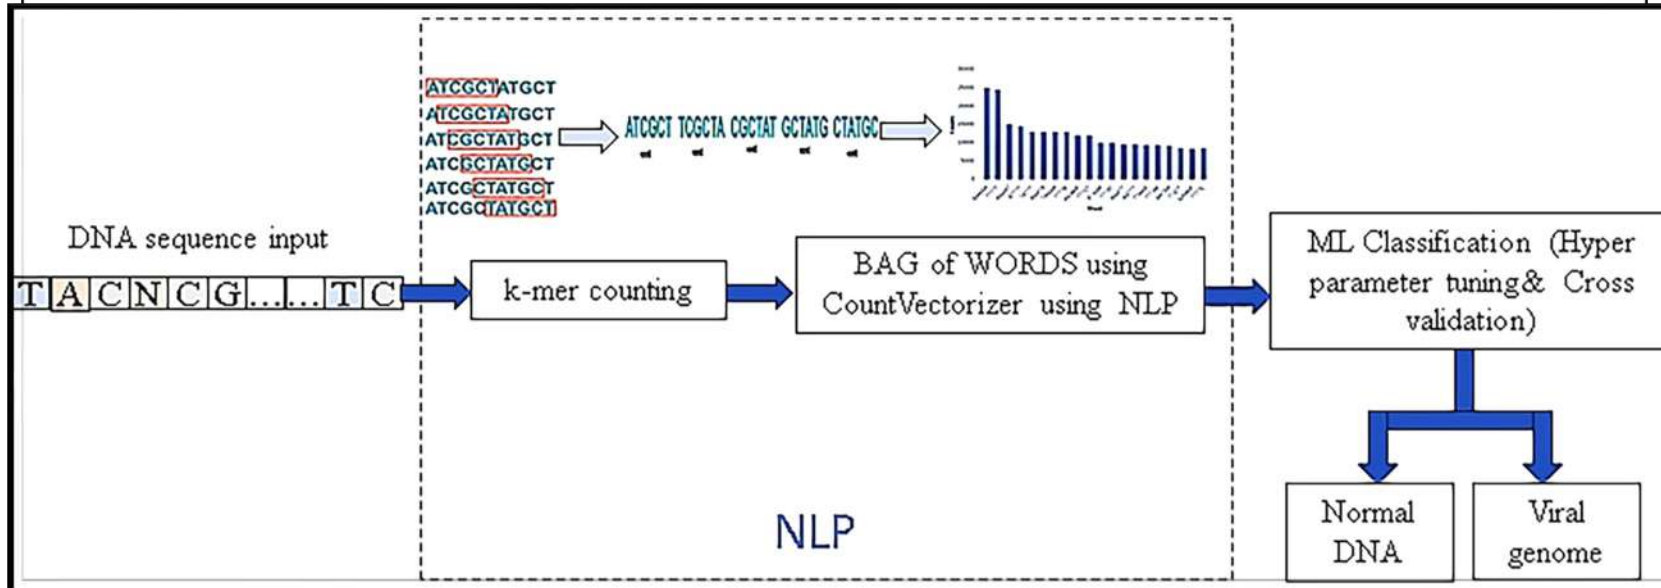 ATCGCTATGCT
ATCGCTATGCT
ATCGCTATGCT
ATCGCTATGCT
ATCGCTATGCT
ATCGCTATGCT
ATCGCT TCGCTA CGCTAT GCTATG CTATGC
DNA sequence input
T A C N C G ... ... T C
k-mer counting
BAG of WORDS using
CountVectorizer using NLP
ML Classification (Hyper
parameter tuning& Cross
validation)
Normal
DNA
Viral
genome
NLP